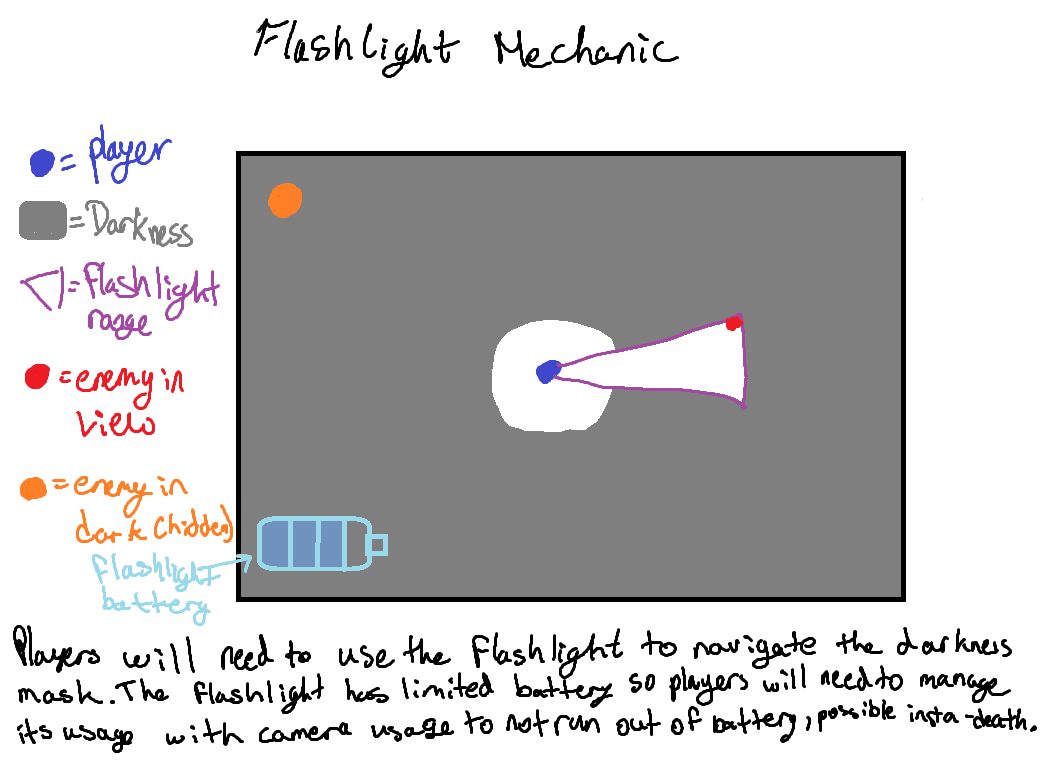 Flashlight Mechanic
= player
= Darkness
= flashlight
range
= enemy in
view
= enemy in
dark (hidden)
flashlight
battery
Players will need to use the flashlight to navigate the darkness
mask. The flashlight has limited battery so players will need to manage
its usage with camera usage to not run out of battery, possible insta-death.